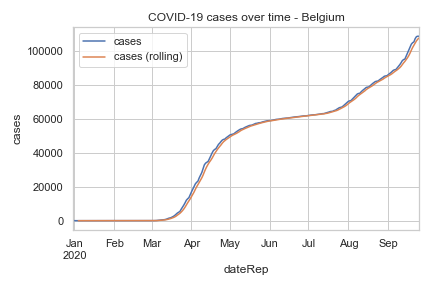 COVID-19 cases over time - Belgium
cases
cases (rolling)
100000
80000
60000
40000
20000
0
cases
Jan Feb Mar Apr May Jun Jul Aug Sep
2020
dateRep